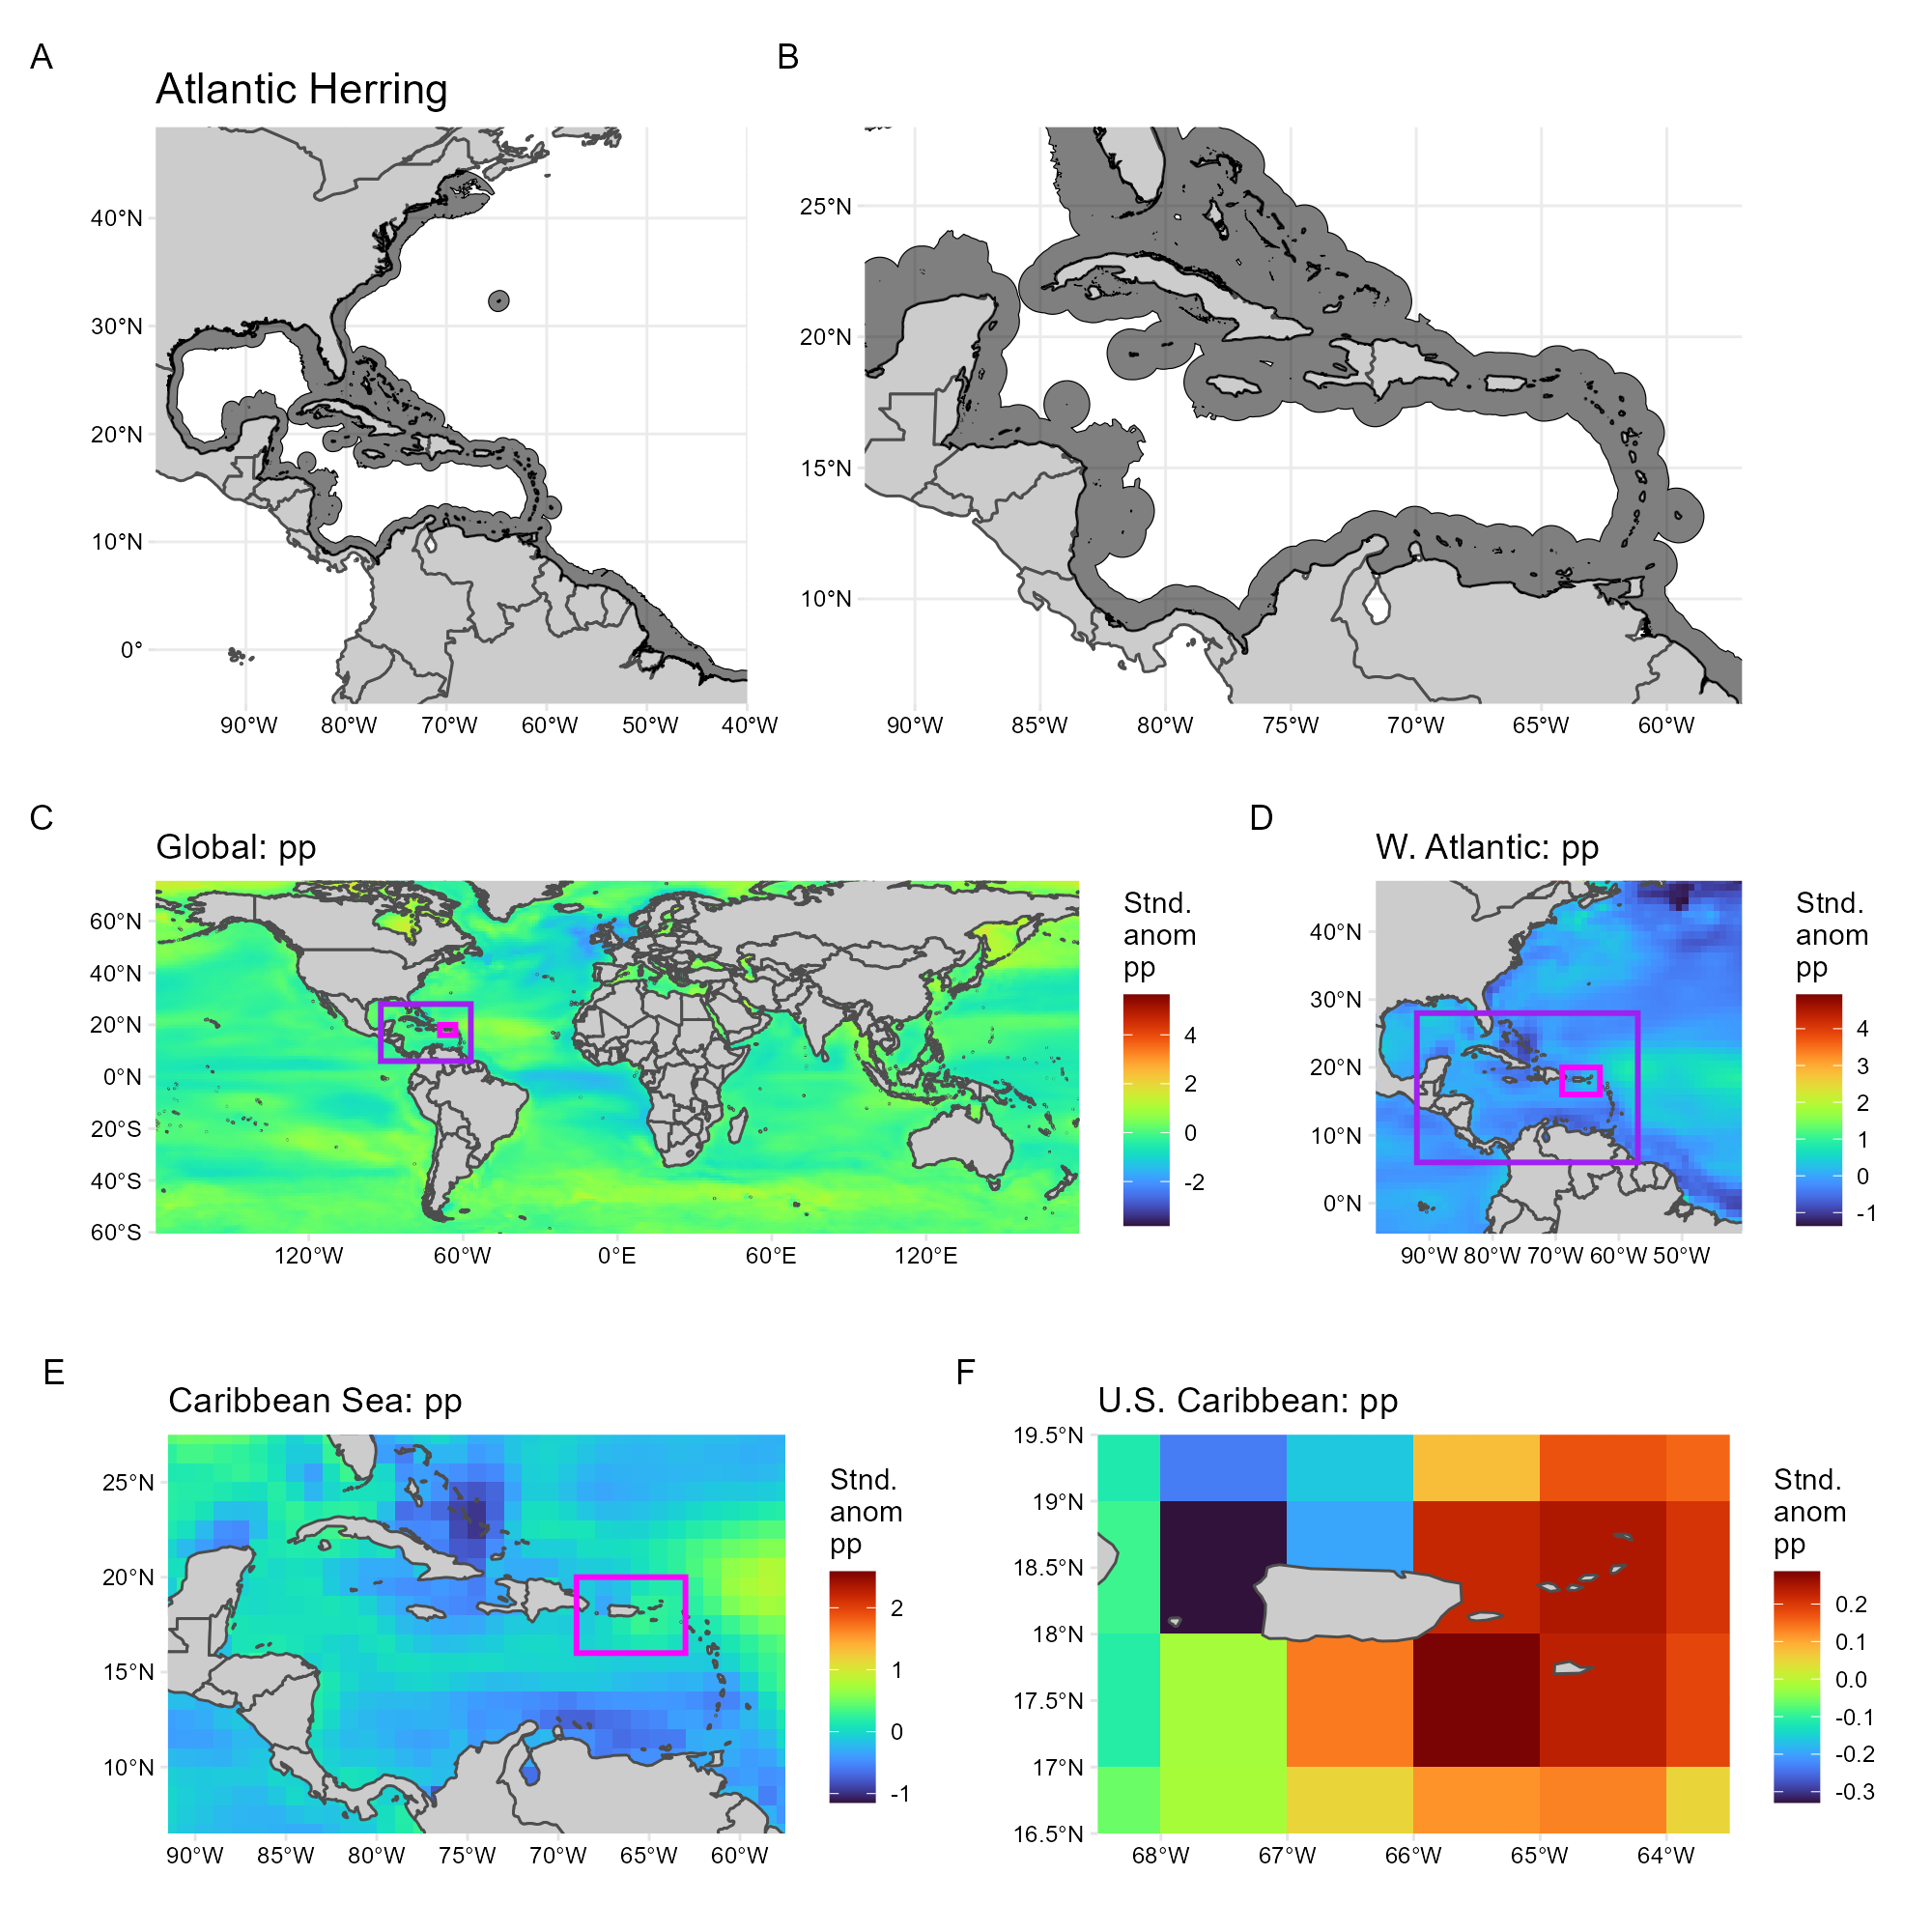 A
B
Atlantic Herring
40°N
30°N
20°N
10°N
0°
90°W 80°W 70°W 60°W 50°W 40°W
25°N
20°N
15°N
10°N
90°W 85°W 80°W 75°W 70°W 65°W 60°W
C
D
Global: pp
60°N
40°N
20°N
0°N
20°S
40°S
60°S
120°W 60°W 0°E 60°E 120°E
Stnd.
anom
pp
4
2
0
-2
W. Atlantic: pp
40°N
30°N
20°N
10°N
0°N
90°W 80°W 70°W 60°W 50°W
Stnd.
anom
pp
4
3
2
1
0
-1
E
F
Caribbean Sea: pp
25°N
20°N
15°N
10°N
90°W 85°W 80°W 75°W 70°W 65°W 60°W
Stnd.
anom
pp
2
1
0
-1
U.S. Caribbean: pp
19.5°N
19°N
18.5°N
18°N
17.5°N
17°N
16.5°N
68°W 67°W 66°W 65°W 64°W
Stnd.
anom
pp
0.2
0.1
0.0
-0.1
-0.2
-0.3